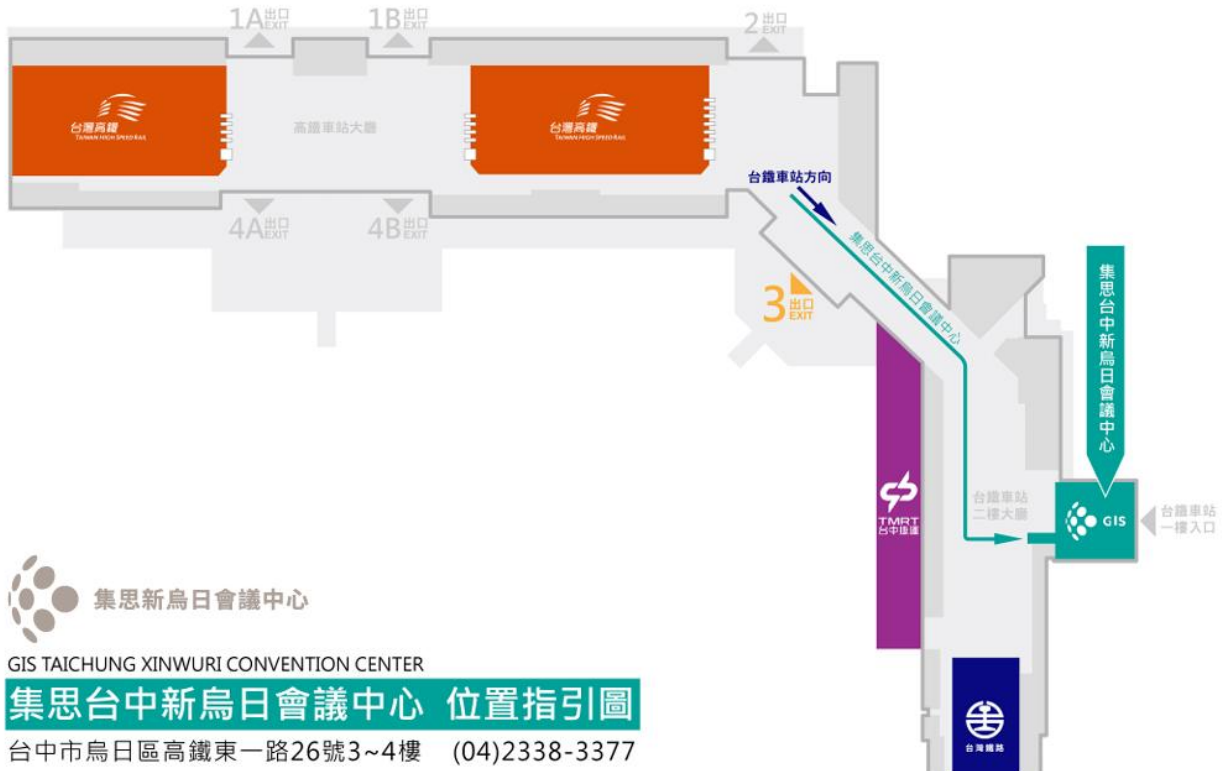 1A出口
EXIT
1B出口
EXIT
2出口
EXIT
台灣高鐵
TAIWAN HIGH SPEED RAIL
高鐵車站大廳
台灣高鐵
TAIWAN HIGH SPEED RAIL
台鐵車站方向
4A出口
EXIT
4B出口
EXIT
集思台中新烏日會議中心
3出口
EXIT
集思台中新烏日會議中心
TMRT
台中捷運
台鐵車站
二樓大廳
GIS
台鐵車站
一樓入口
集思新烏日會議中心
GIS TAICHUNG XINWURI CONVENTION CENTER
集思台中新烏日會議中心 位置指引圖
台中市烏日區高鐵東一路26號3~4樓 (04)2338-3377
台灣鐵路